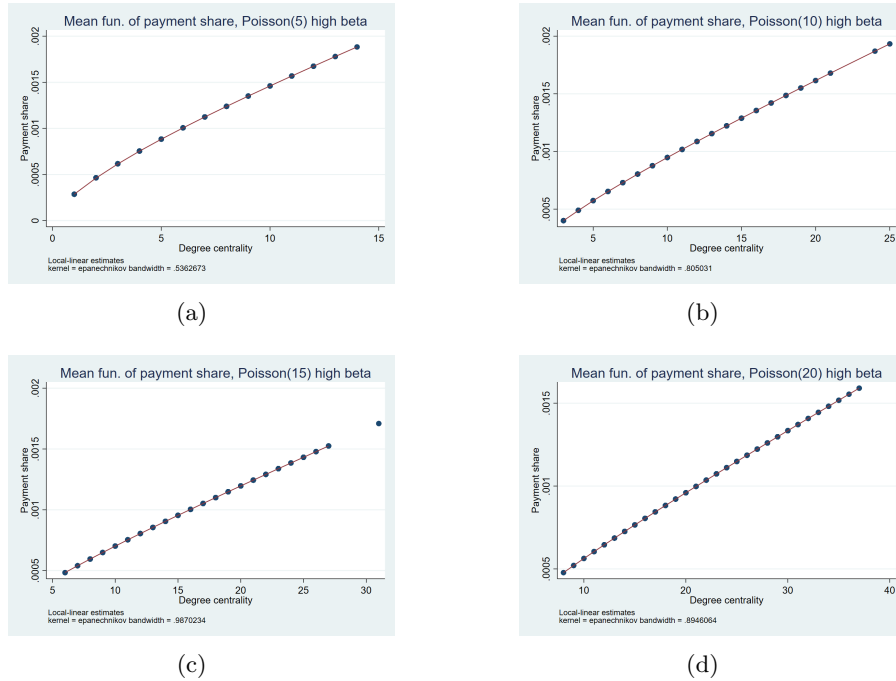 Mean fun. of payment share, Poisson(5) high beta
Payment share
.002
.0015
.001
.0005
0
0 5 10 15
Degree centrality
Local-linear estimates
kernel = epanechnikov bandwidth = .5362673
(a)
Mean fun. of payment share, Poisson(10) high beta
Payment share
.002
.0015
.001
.0005
5 10 15 20 25
Degree centrality
Local-linear estimates
kernel = epanechnikov bandwidth = .805031
(b)
Mean fun. of payment share, Poisson(15) high beta
Payment share
.002
.0015
.001
.0005
5 10 15 20 25 30
Degree centrality
Local-linear estimates
kernel = epanechnikov bandwidth = .9870234
(c)
Mean fun. of payment share, Poisson(20) high beta
Payment share
.0015
.001
.0005
10 20 30 40
Degree centrality
Local-linear estimates
kernel = epanechnikov bandwidth = .8946064
(d)